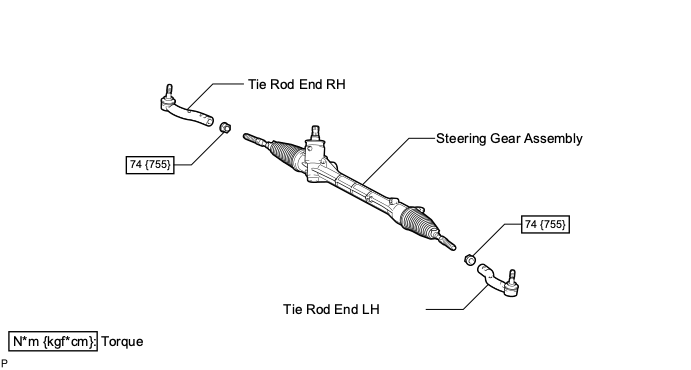 Tie Rod End RH
Steering Gear Assembly
74 {755}
74 {755}
Tie Rod End LH
N*m {kgf*cm}: Torque
P